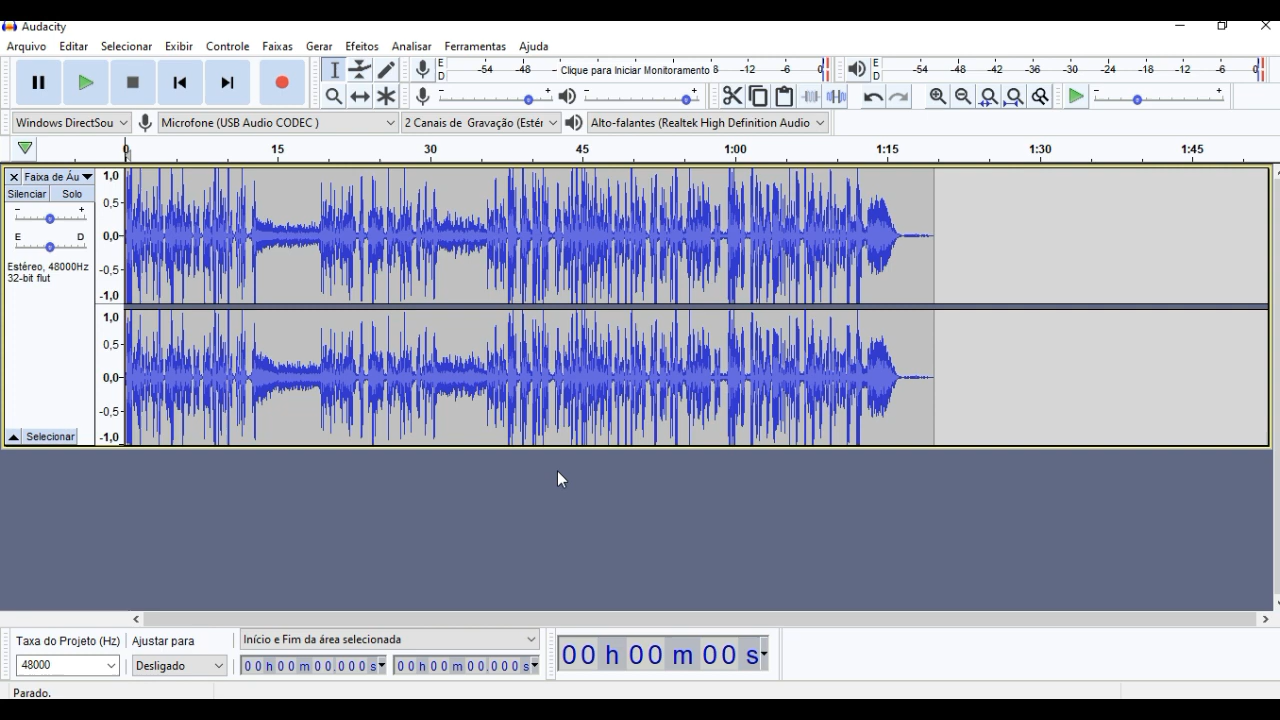 Audacity
Arquivo Editar Selecionar Exibir Controle Faixas Gerar Efeitos Analisar Ferramentas Ajuda
E D -54 -48 - Clique para Iniciar Monitoramento 8 -12 -6 0 E D -54 -48 -42 -36 -30 -24 -18 -12 -6 0
- + - + - +
Windows DirectSou Microfone (USB Audio CODEC ) 2 Canais de Gravação (Estér Alto-falantes (Realtek High Definition Audio
0 15 30 45 1:00 1:15 1:30 1:45
Faixa de Áu 1,0
Silenciar Solo
0,5-
- +
E D 0,0-
Estéreo, 48000Hz -0,5-
32-bit flut
-1,0
1,0
0,5-
0,0-
-0,5-
Selecionar -1,0
Taxa do Projeto (Hz) Ajustar para Início e Fim da área selecionada
48000 Desligado 00 h 00 m 00.000 s 00 h 00 m 00.000 s 00 h 00 m 00 s
Parado.